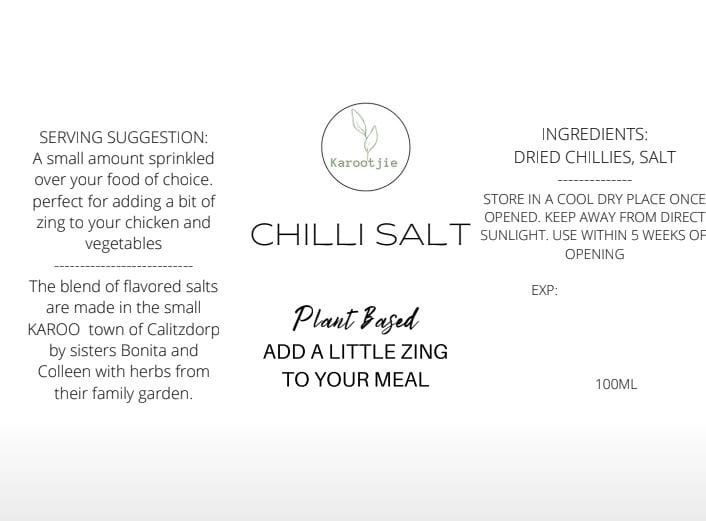 SERVING SUGGESTION:
A small amount sprinkled
over your food of choice.
perfect for adding a bit of
zing to your chicken and
vegetables
---------------------------
The blend of flavored salts
are made in the small
KAROO town of Calitzdorp
by sisters Bonita and
Colleen with herbs from
their family garden.
Karootjie
CHILLI SALT
Plant Based
ADD A LITTLE ZING
TO YOUR MEAL
INGREDIENTS:
DRIED CHILLIES, SALT
--------------
STORE IN A COOL DRY PLACE ONCE
OPENED. KEEP AWAY FROM DIRECT
SUNLIGHT. USE WITHIN 5 WEEKS OF
OPENING
EXP:
100ML